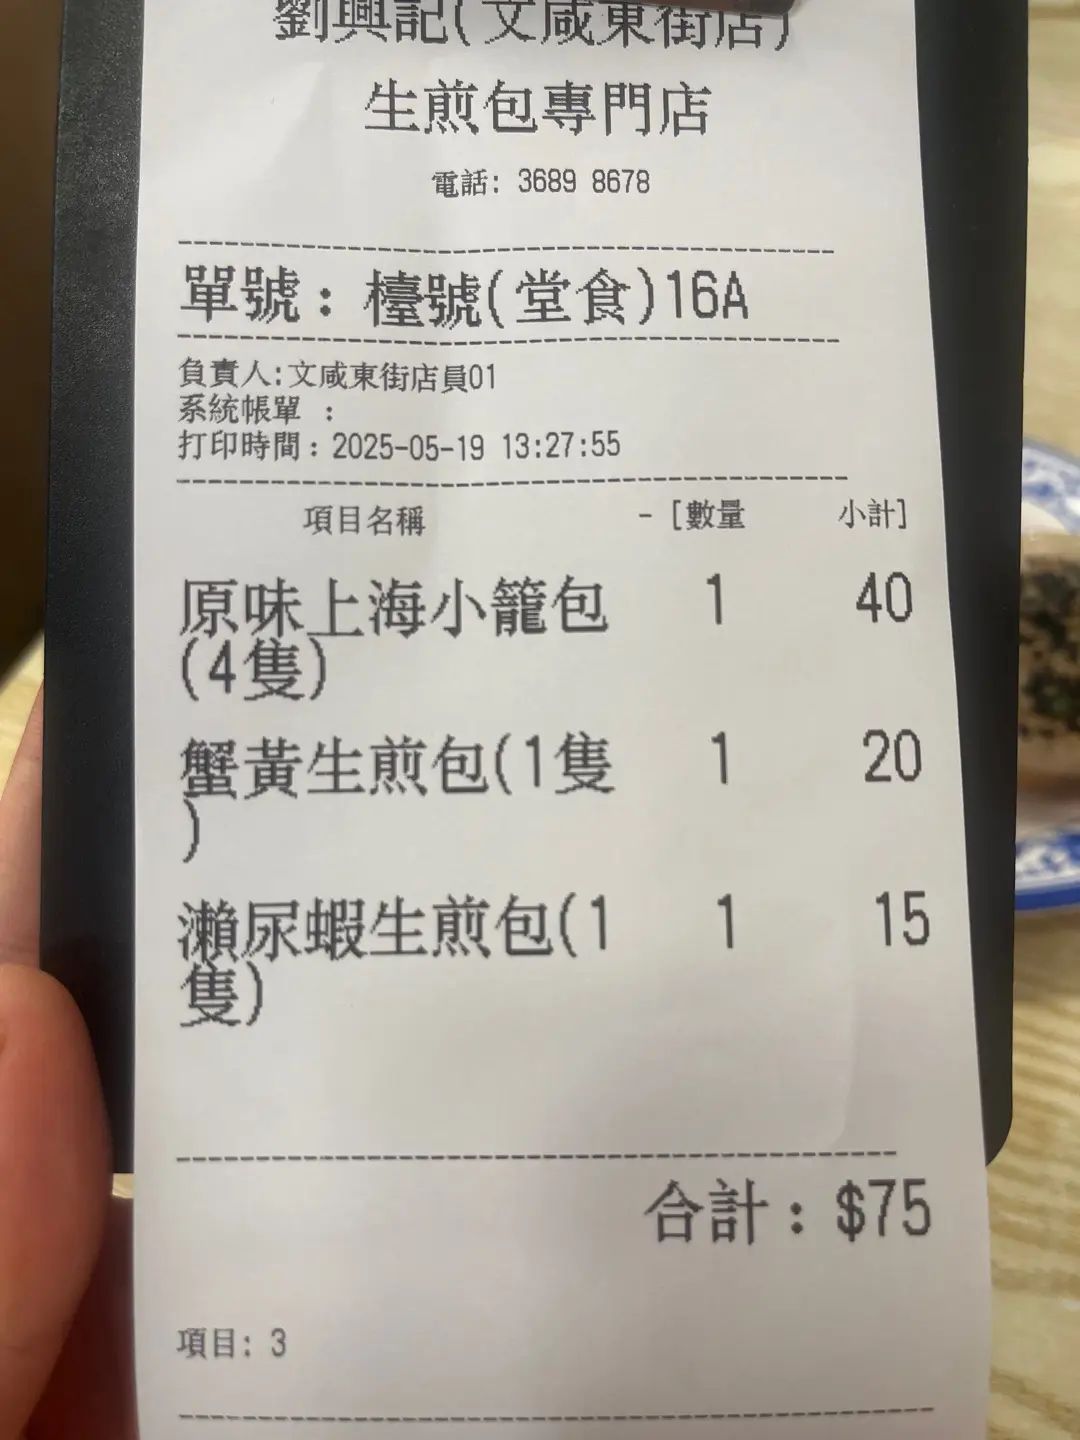 劉興記(文咸東街店)
生煎包專門店
電話: 3689 8678
單號：檯號(堂食)16A
負責人:文咸東街店員01
系統帳單 ：
打印時間：2025-05-19 13:27:55
項目名稱 -[數量 小計]
原味上海小籠包 1 40
(4隻)
蟹黃生煎包(1隻 1 20
)
瀨尿蝦生煎包(1 1 15
隻)
合計：$75
項目: 3